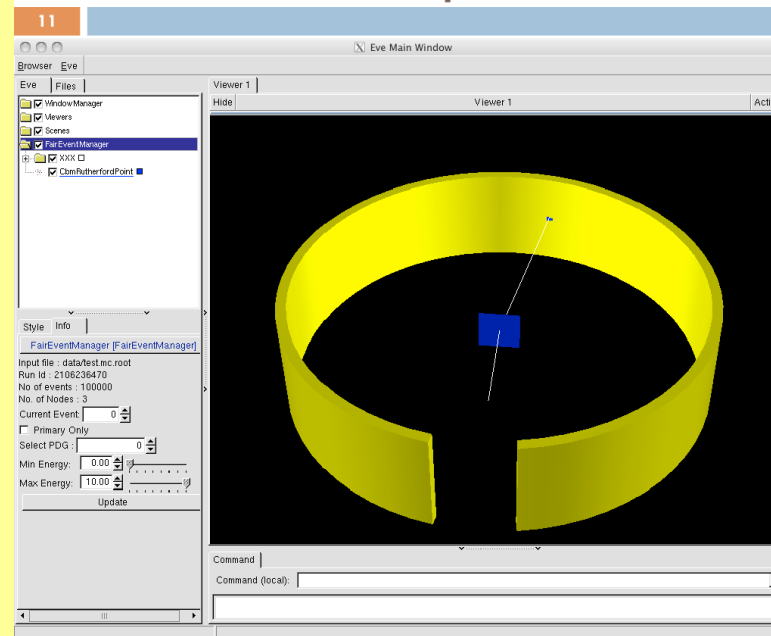 11
Eve Main Window
Browser Eve
Eve Files
Viewer 1
Hide Viewer 1 Acti
WindowManager
Viewers
Scenes
FairEventManager
XXX
CbmRutherfordPoint
Style Info
FairEventManager [FairEventManager]
Input file : data/test.mc.root
Run Id : 2106236470
No of events : 100000
No. of Nodes : 3
Current Event: 0
Primary Only
Select PDG : 0
Min Energy: 0.00
Max Energy: 10.00
Update
Command
Command (local):